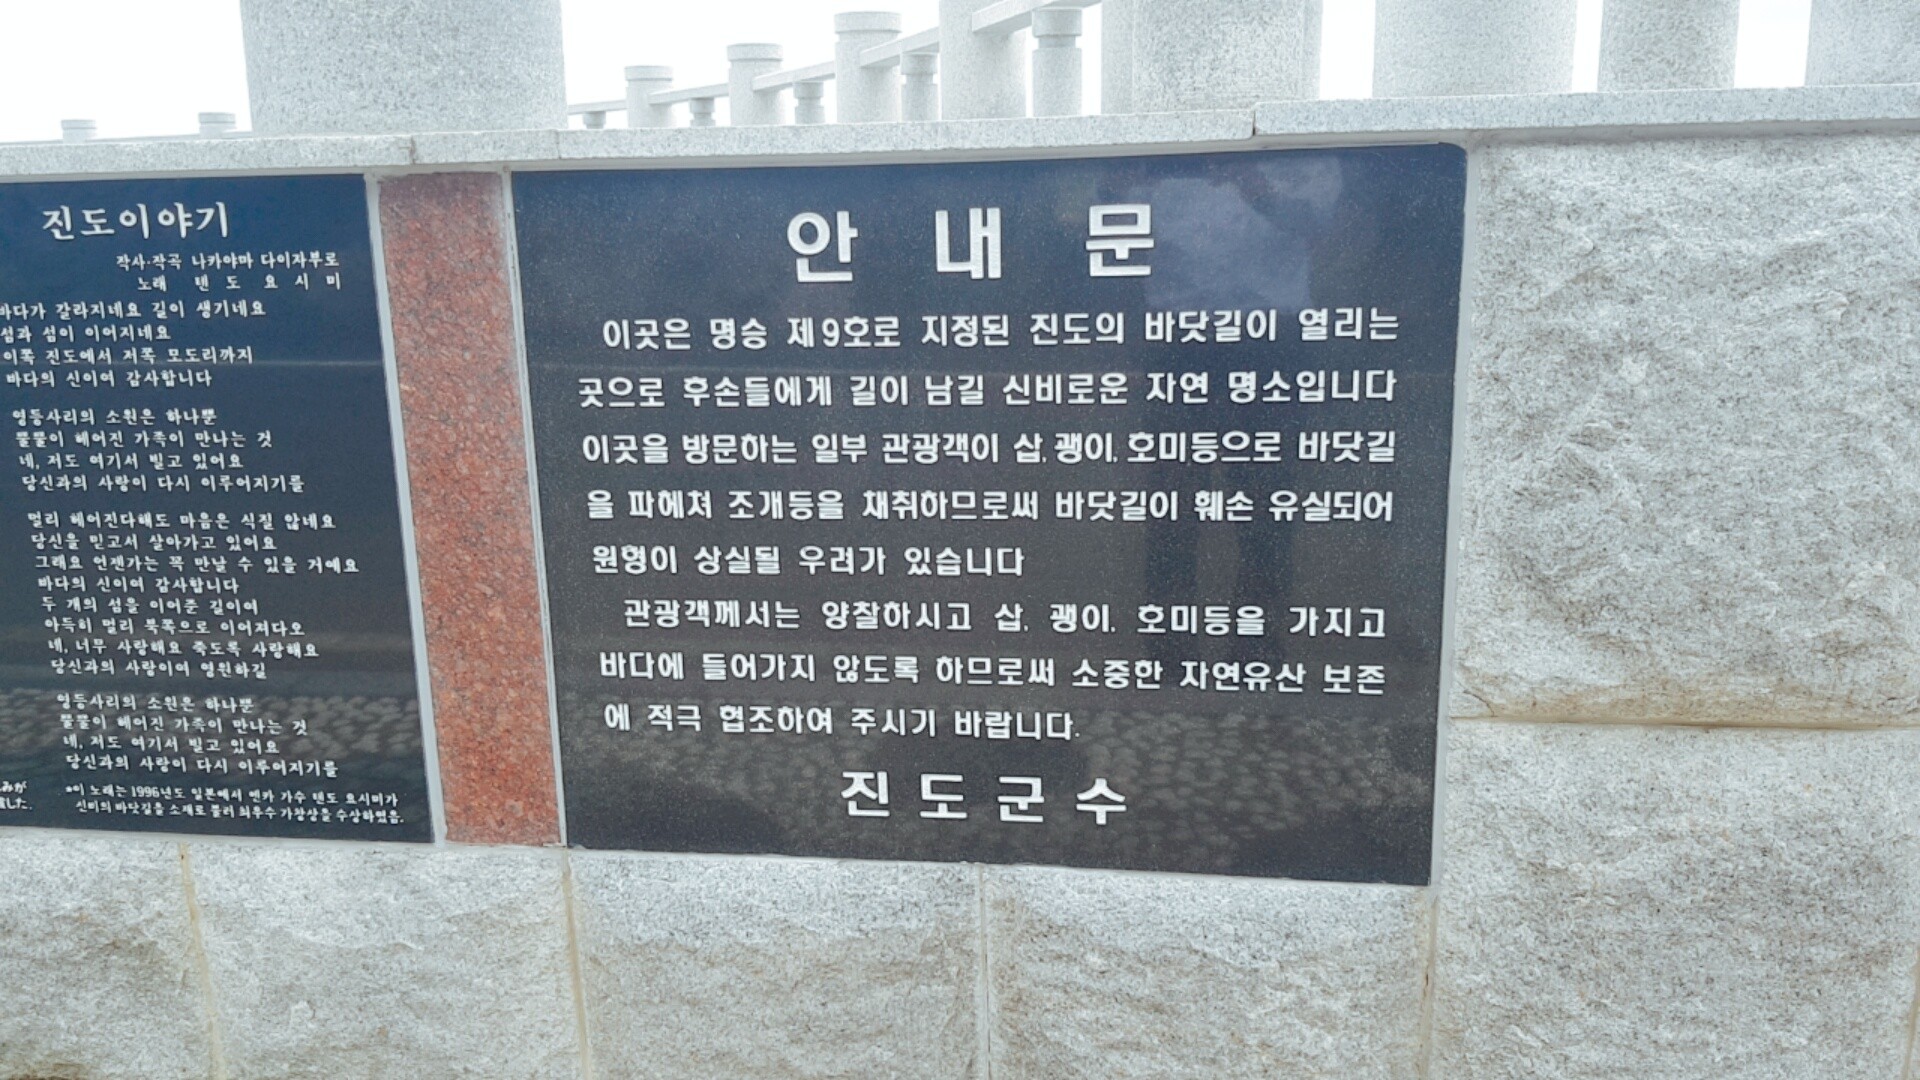 진도이야기
작사·작곡 나카야마 다이자부로
노래 텐도요시미
바다가 갈라지네요 길이 생기네요
섬과 섬이 이어지네요
이쪽 진도에서 저쪽 모도리까지
바다의 신이여 감사합니다
영등사리의 소원은 하나뿐
뿔뿔이 헤어진 가족이 만나는 것
네, 저도 여기서 빌고 있어요
당신과의 사랑이 다시 이루어지기를
멀리 헤어진다해도 마음은 식질 않네요
당신을 믿고서 살아가고 있어요
그래요 언젠가는 꼭 만날 수 있을 거예요
바다의 신이여 감사합니다
두 개의 섬을 이어준 길이여
아득히 멀리 북쪽으로 이어져다오
네, 너무 사랑해요 죽도록 사랑해요
당신과의 사랑이여 영원하길
영등사리의 소원은 하나뿐
뿔뿔이 헤어진 가족이 만나는 것
네, 저도 여기서 빌고 있어요
당신과의 사랑이 다시 이루어지기를
*이 노래는 1996년도 일본에서 엔카 가수 텐도 요시미가
신비의 바닷길을 소재로 불러 최우수 가창상을 수상하였음.
안내문
이곳은 명승 제9호로 지정된 진도의 바닷길이 열리는
곳으로 후손들에게 길이 남길 신비로운 자연 명소입니다
이곳을 방문하는 일부 관광객이 삽, 괭이, 호미등으로 바닷길
을 파헤쳐 조개등을 채취하므로써 바닷길이 훼손 유실되어
원형이 상실될 우려가 있습니다
관광객께서는 양찰하시고 삽, 괭이, 호미등을 가지고
바다에 들어가지 않도록 하므로써 소중한 자연유산 보존
에 적극 협조하여 주시기 바랍니다.
진도군수